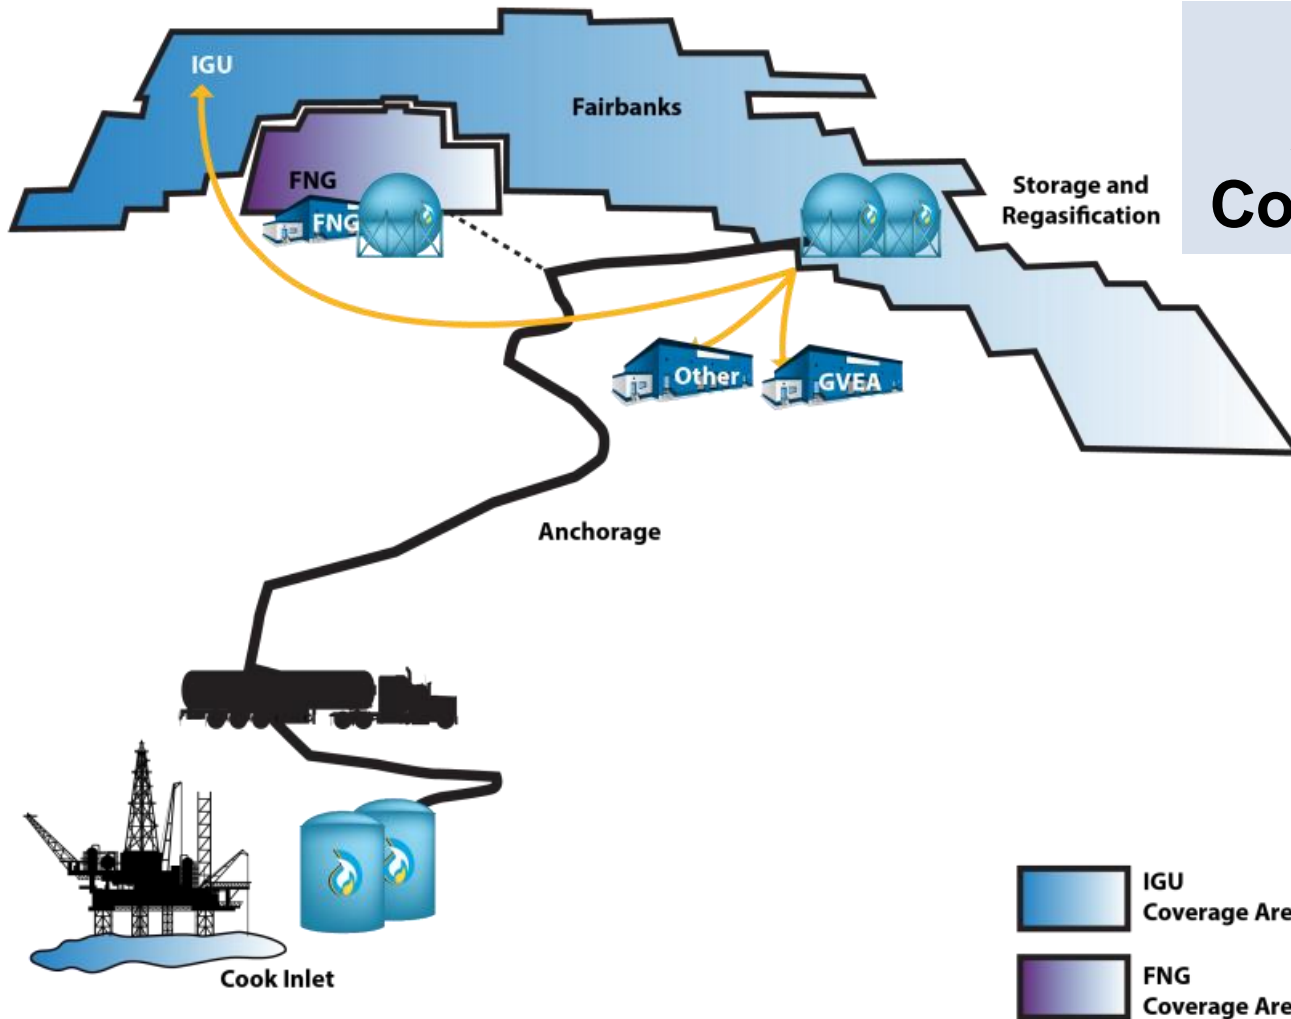 IGU
Fairbanks
FNG
FNG
Storage and
Regasification
Co
Other
GVEA
Anchorage
Cook Inlet
IGU
Coverage Are
FNG
Coverage Are